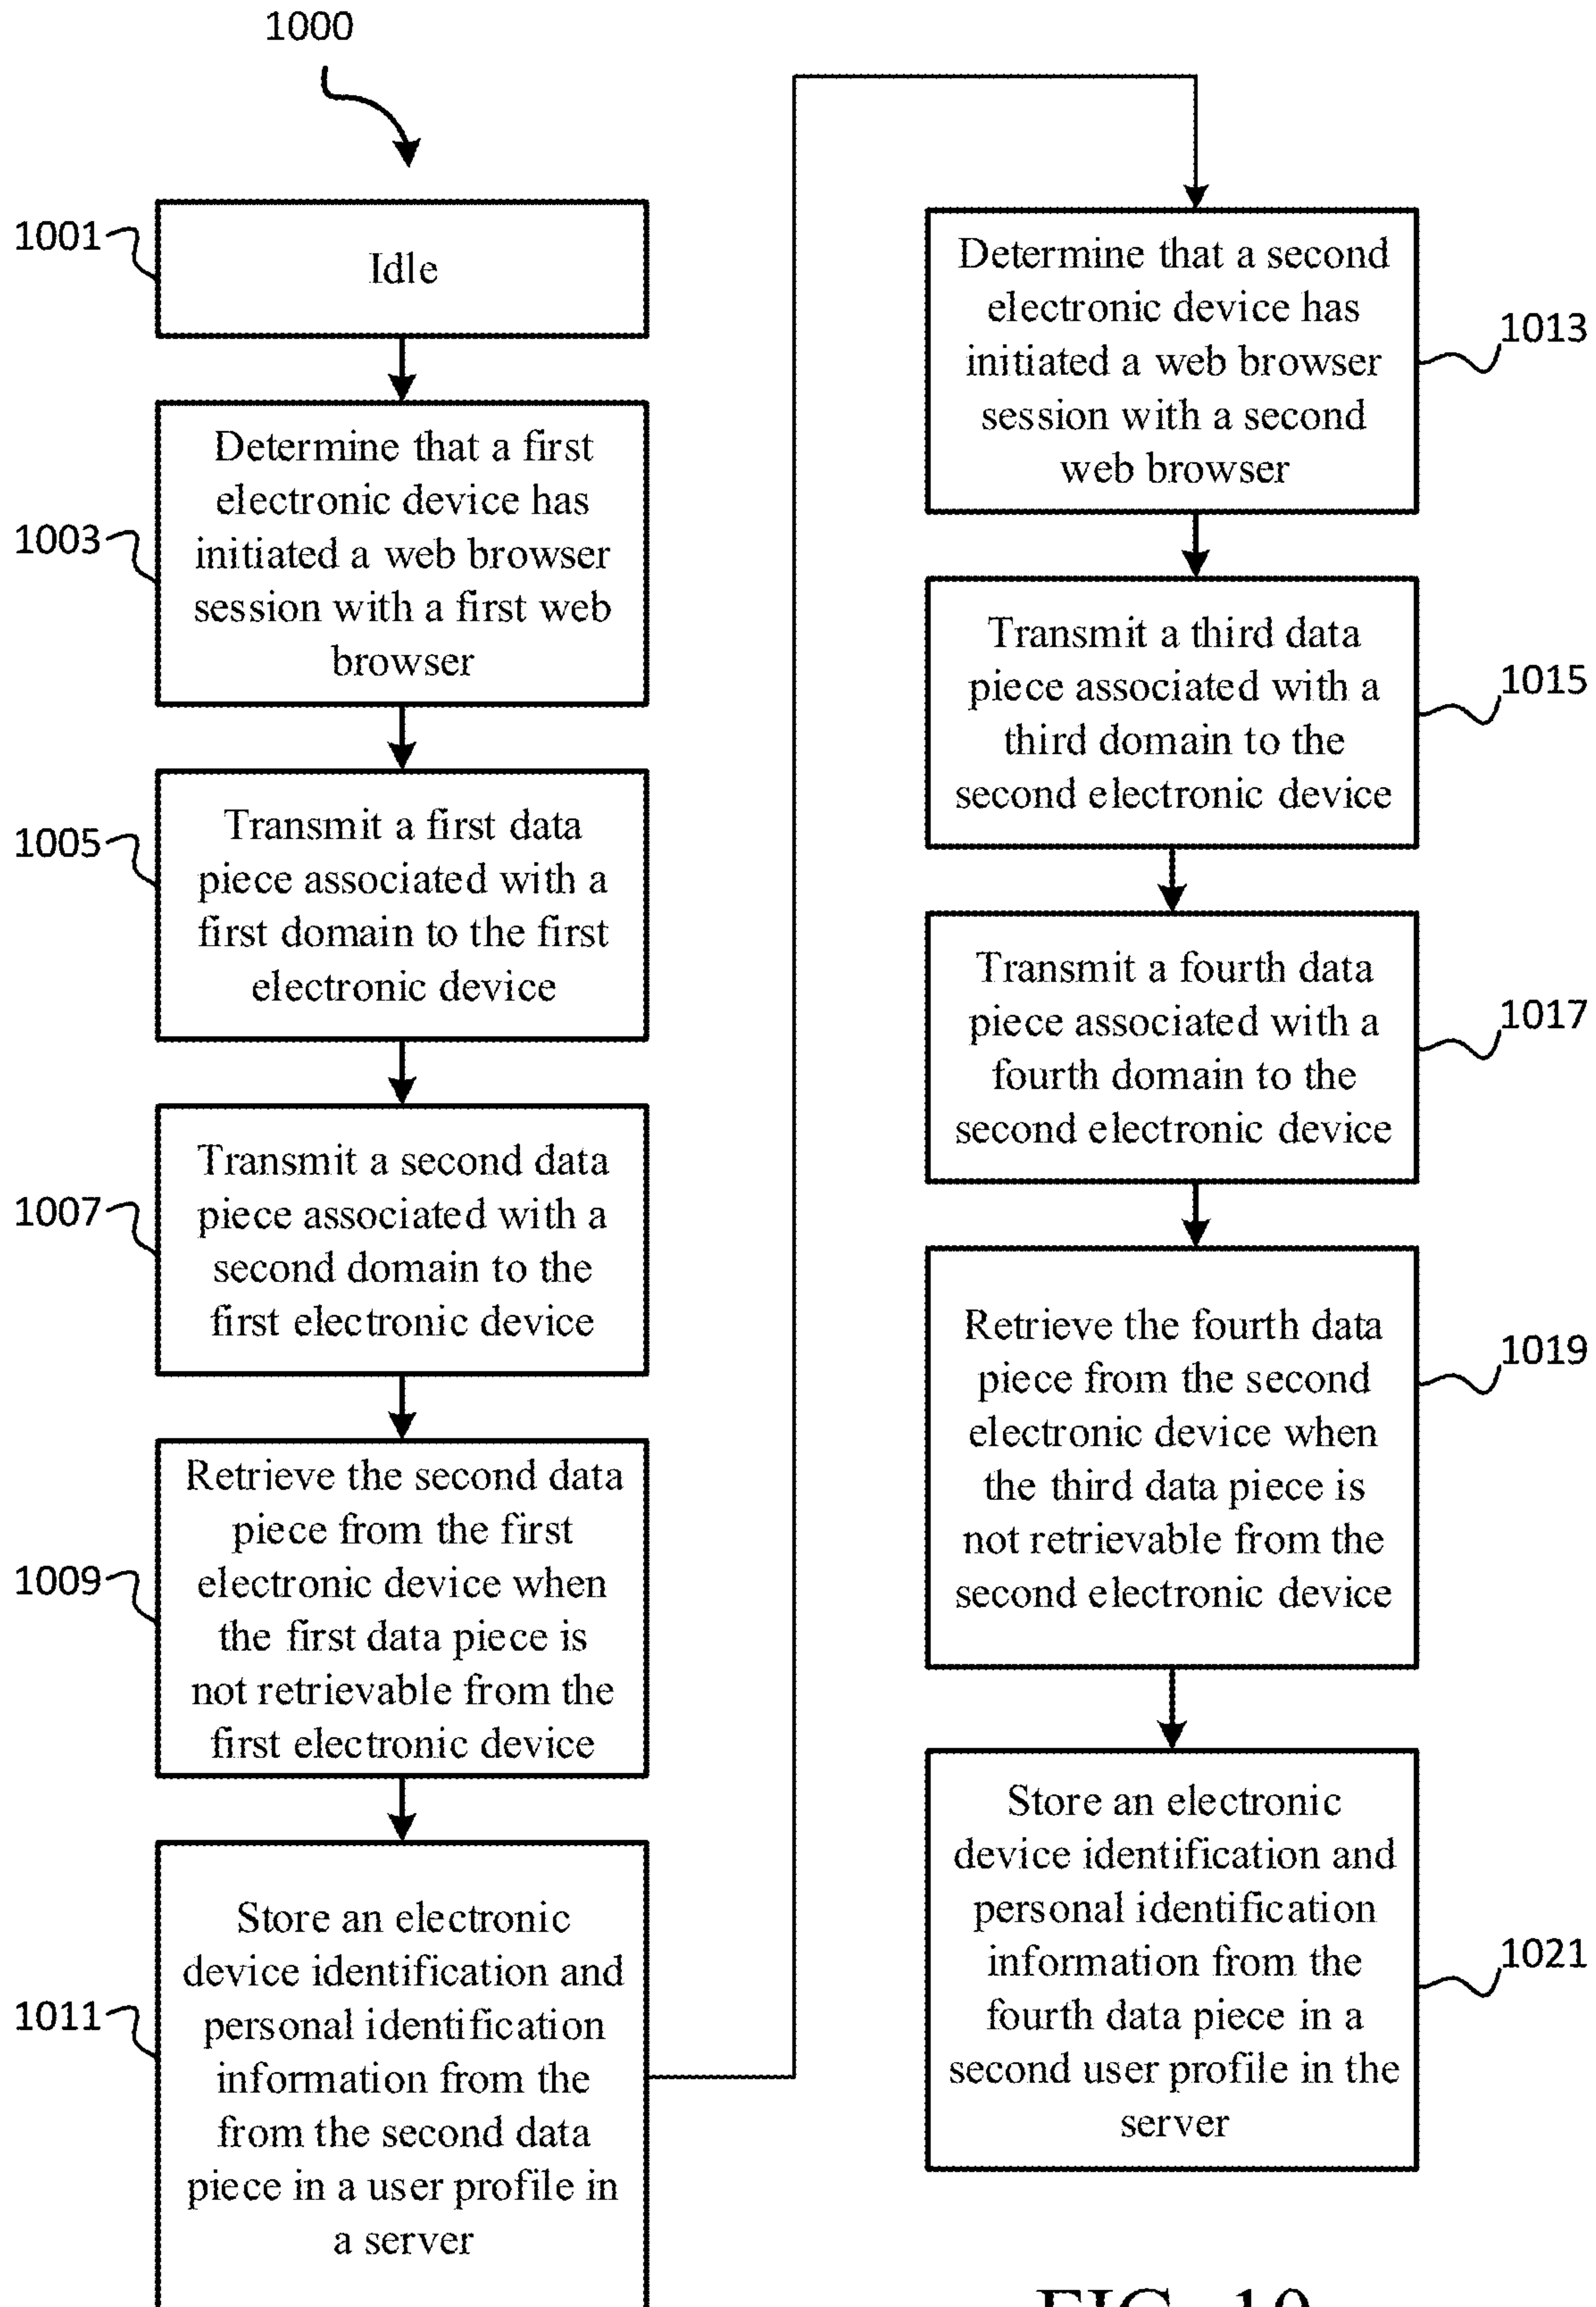 1000
1001
Idle
1003
Determine that a first
electronic device has
initiated a web browser
session with a first web
browser
1005
Transmit a first data
piece associated with a
first domain to the first
electronic device
1007
Transmit a second data
piece associated with a
second domain to the
first electronic device
1009
Retrieve the second data
piece from the first
electronic device when
the first data piece is
not retrievable from the
first electronic device
1011
Store an electronic
device identification and
personal identification
information from the
from the second data
piece in a user profile in
a server
Determine that a second
electronic device has
initiated a web browser
session with a second
web browser
1013
Transmit a third data
piece associated with a
third domain to the
second electronic device
1015
Transmit a fourth data
piece associated with a
fourth domain to the
second electronic device
1017
Retrieve the fourth data
piece from the second
electronic device when
the third data piece is
not retrievable from the
second electronic device
1019
Store an electronic
device identification and
personal identification
information from the
fourth data piece in a
second user profile in the
server
1021
FIG. 10